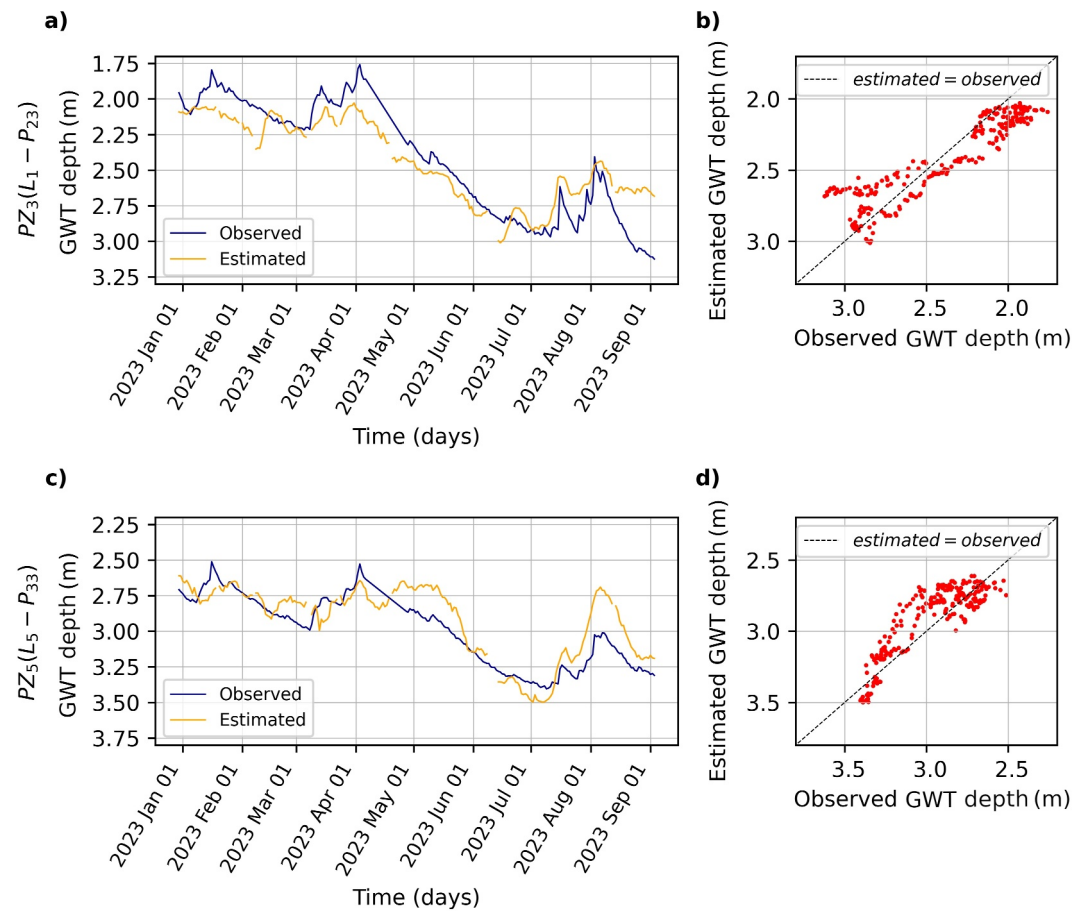 a)
PZ₃(L₁ − P₂₃)
GWT depth (m)
1.75
2.00
2.25
2.50
2.75
3.00
3.25
Observed
Estimated
2023 Jan 01
2023 Feb 01
2023 Mar 01
2023 Apr 01
2023 May 01
2023 Jun 01
2023 Jul 01
2023 Aug 01
2023 Sep 01
Time (days)
b)
Estimated GWT depth (m)
2.0
2.5
3.0
estimated = observed
3.0
2.5
2.0
Observed GWT depth (m)
c)
PZ₅(L₅ − P₃₃)
GWT depth (m)
2.25
2.50
2.75
3.00
3.25
3.50
3.75
Observed
Estimated
2023 Jan 01
2023 Feb 01
2023 Mar 01
2023 Apr 01
2023 May 01
2023 Jun 01
2023 Jul 01
2023 Aug 01
2023 Sep 01
Time (days)
d)
Estimated GWT depth (m)
2.5
3.0
3.5
estimated = observed
3.5
3.0
2.5
Observed GWT depth (m)